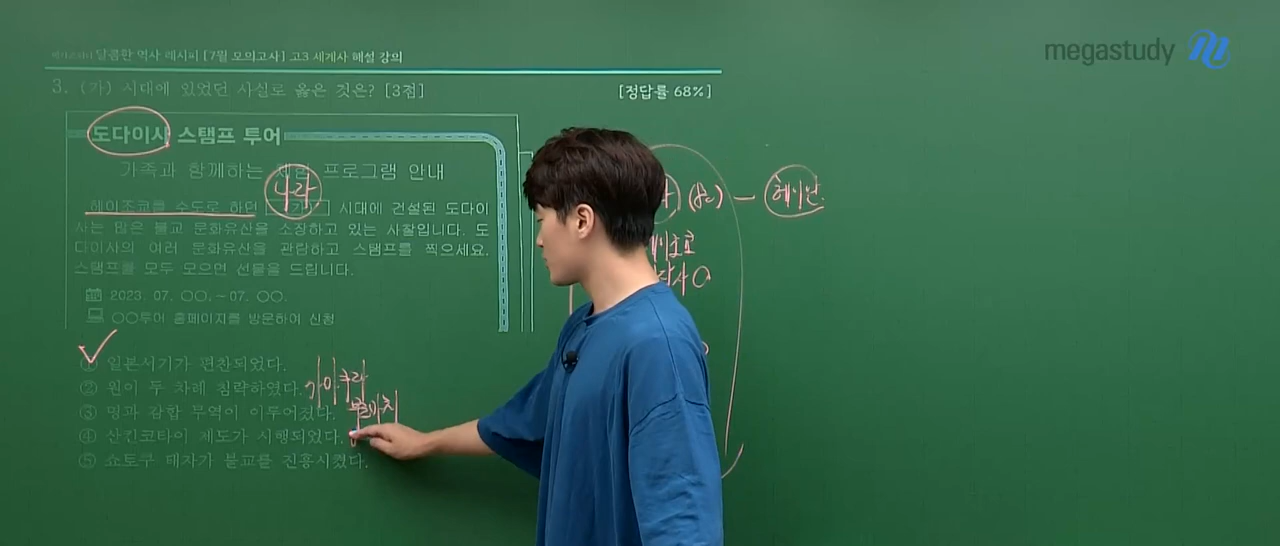 megastudy
달콤한 역사 레시피 [7월 모의고사] 고3 세계사 해설 강의
3. (가) 시대에 있었던 사실로 옳은 것은? [3점] [정답률 68%]
도다이사 스탬프 투어
가족과 함께하는 체험 프로그램 안내
나라
헤이조쿄를 수도로 하던 시대에 건설된 도다이
사는 많은 불교 문화유산을 소장하고 있는 사찰입니다. 도
다이사의 여러 문화유산을 관람하고 스탬프를 찍으세요.
스탬프를 모두 모으면 선물을 드립니다.
2023. 07. ○○. ~ 07. ○○.
○○투어 홈페이지를 방문하여 신청
① 일본서기가 편찬되었다.
② 원이 두 차례 침략하였다. 가마쿠라
③ 명과 감합 무역이 이루어졌다. 무로마치
④ 산킨코타이 제도가 시행되었다.
⑤ 쇼토쿠 태자가 불교를 진흥시켰다.
(8c) — 헤이안